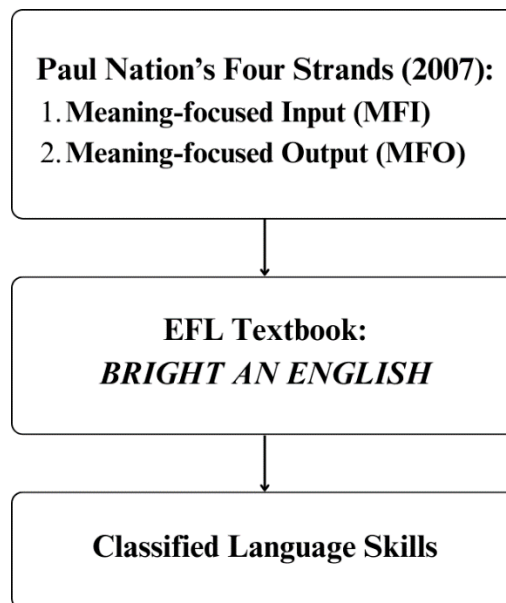 Paul Nation’s Four Strands (2007):
1. Meaning-focused Input (MFI)
2. Meaning-focused Output (MFO)
EFL Textbook:
BRIGHT AN ENGLISH
Classified Language Skills